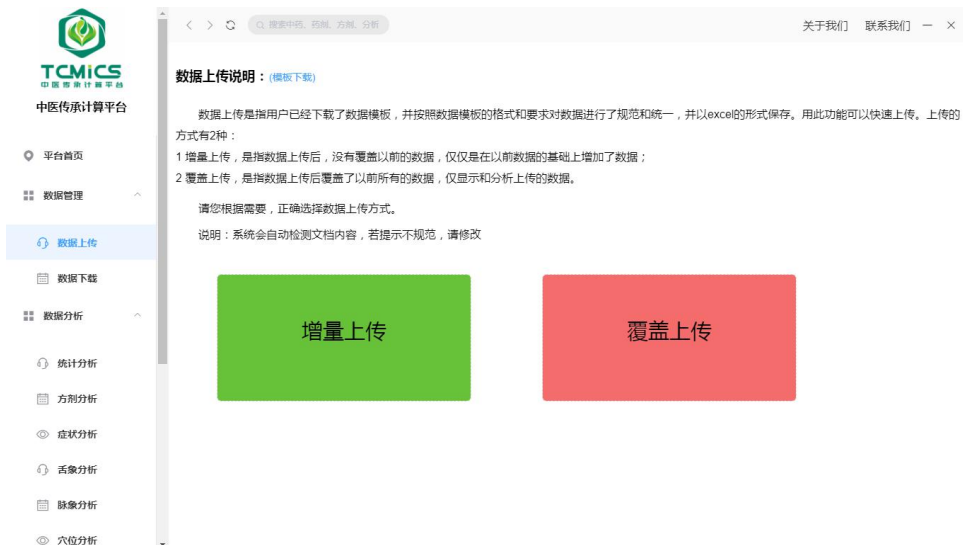 TCMICS
中医传承计算平台
中医传承计算平台
平台首页
数据管理
数据上传
数据下载
数据分析
统计分析
方剂分析
症状分析
舌象分析
脉象分析
穴位分析
搜索中药、药剂、方剂、分析
关于我们 联系我们
数据上传说明：(模板下载)
数据上传是指用户已经下载了数据模板，并按照数据模板的格式和要求对数据进行了规范和统一，并以excel的形式保存。用此功能可以快速上传。上传的
方式有2种：
1 增量上传，是指数据上传后，没有覆盖以前的数据，仅仅是在以前数据的基础上增加了数据；
2 覆盖上传，是指数据上传后覆盖了以前所有的数据，仅显示和分析上传的数据。
请您根据需要，正确选择数据上传方式。
说明：系统会自动检测文档内容，若提示不规范，请修改
增量上传
覆盖上传